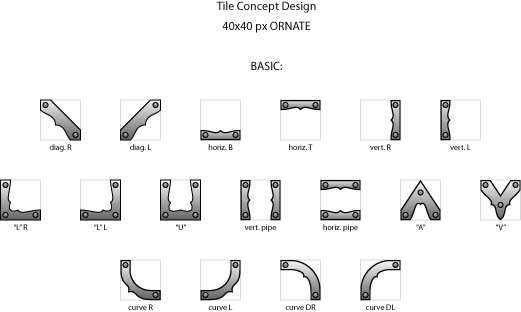 Tile Concept Design
40x40 px ORNATE
BASIC:
diag. R diag. L horiz. B horiz. T vert. R vert. L
"L" R "L" L "U" vert. pipe horiz. pipe "A" "V"
curve R curve L curve DR curve DL